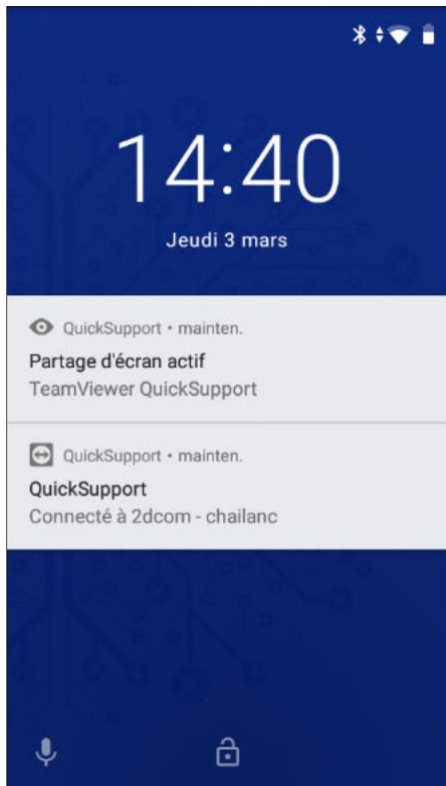 14:40
Jeudi 3 mars
QuickSupport • mainten.
Partage d'écran actif
TeamViewer QuickSupport
QuickSupport • mainten.
QuickSupport
Connecté à 2dcom - chailanc